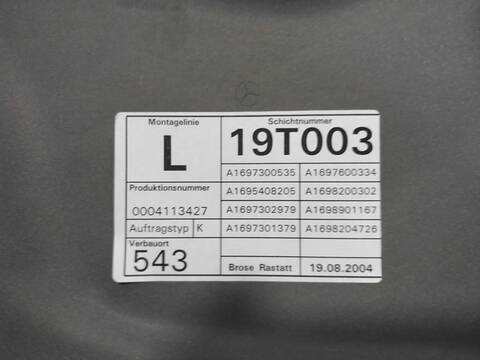 Montagelinie
L
Schichtnummer
19T003
A1697300535 A1697600334
Produktionsnummer
A1695408205 A1698200302
0004113427
A1697302979 A1698901167
Auftragstyp K
A1697301379 A1698204726
Verbauort
543
Brose Rastatt 19.08.2004